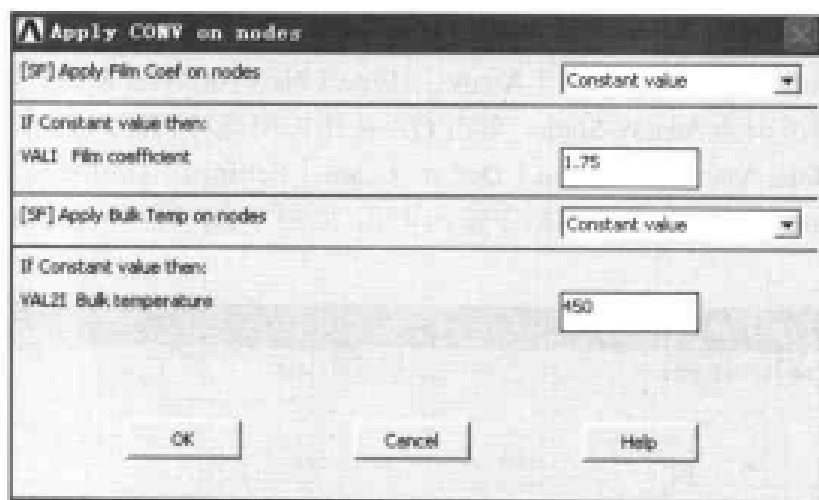 Apply CONV on nodes
[SF] Apply Film Coef on nodes
Constant value
If Constant value then:
VALI Film coefficient
1.75
[SF] Apply Bulk Temp on nodes
Constant value
If Constant value then:
VAL2I Bulk temperature
450
OK
Cancel
Help